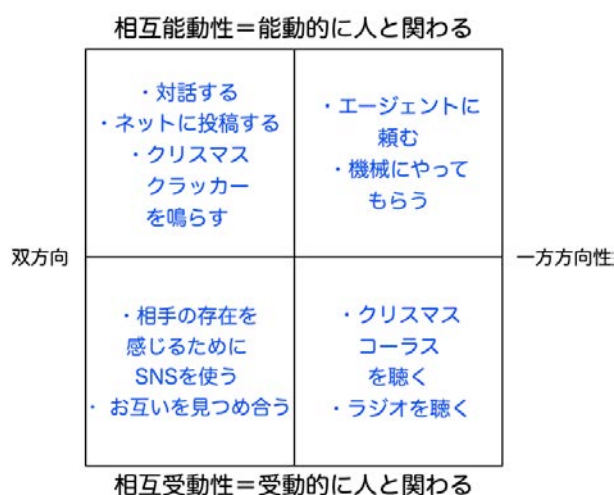 相互能動性＝能動的に人と関わる
・対話する
・ネットに投稿する
・クリスマス
クラッカー
を鳴らす
・エージェントに
頼む
・機械にやって
もらう
双方向
一方方向性
・相手の存在を
感じるために
SNSを使う
・お互いを見つめ合う
・クリスマス
コーラス
を聴く
・ラジオを聴く
相互受動性＝受動的に人と関わる